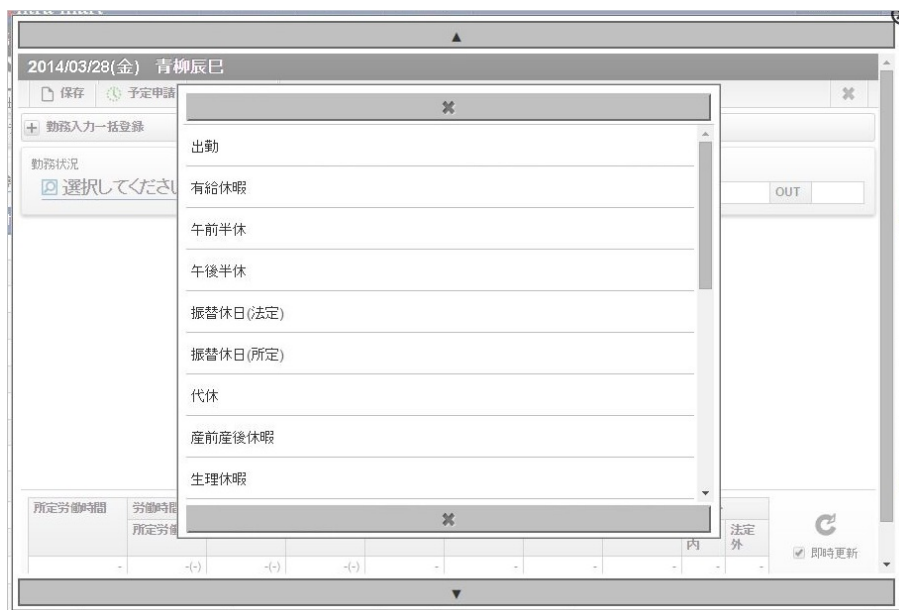 ▲
2014/03/28(金) 青柳辰巳
保存 予定申請
勤務入力一括登録
勤務状況
選択してください
OUT
出勤
有給休暇
午前半休
午後半休
振替休日(法定)
振替休日(所定)
代休
産前産後休暇
生理休暇
所定労働時間 労働時間
所定労働
内 法定外
即時更新
- -(-) -(-) -(-) - - - - - -
▼